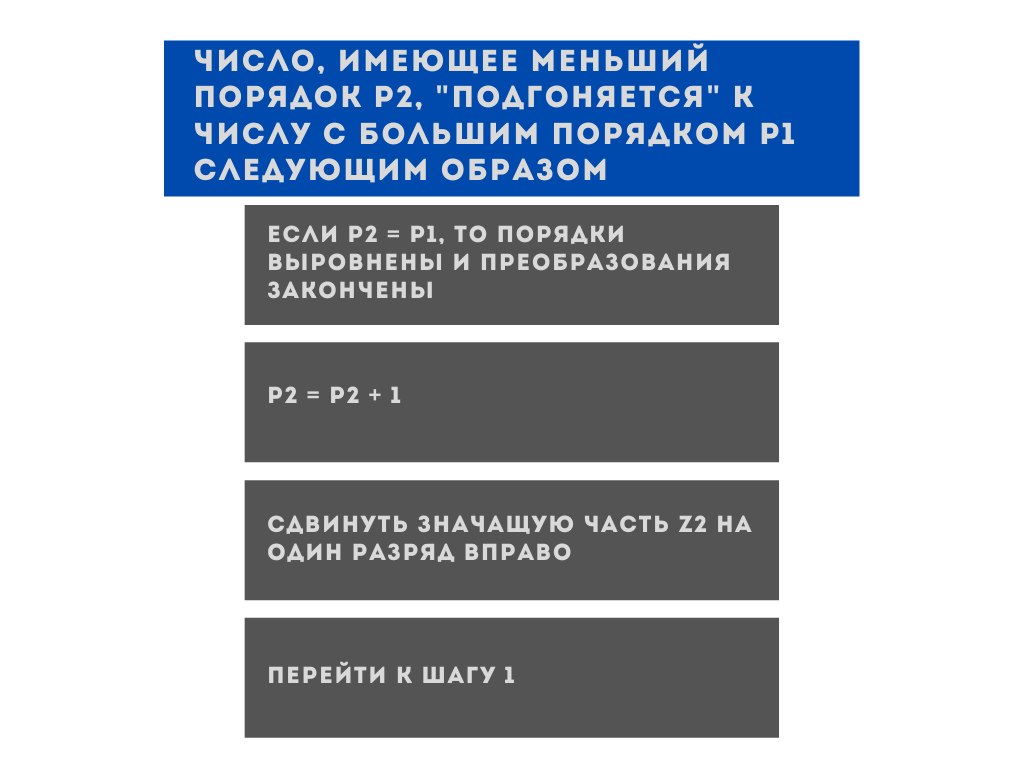 ЧИСЛО, ИМЕЮЩЕЕ МЕНЬШИЙ
ПОРЯДОК P2, "ПОДГОНЯЕТСЯ" К
ЧИСЛУ С БОЛЬШИМ ПОРЯДКОМ P1
СЛЕДУЮЩИМ ОБРАЗОМ
ЕСЛИ P2 = P1, ТО ПОРЯДКИ
ВЫРОВНЕНЫ И ПРЕОБРАЗОВАНИЯ
ЗАКОНЧЕНЫ
P2 = P2 + 1
СДВИНУТЬ ЗНАЧАЩУЮ ЧАСТЬ Z2 НА
ОДИН РАЗРЯД ВПРАВО
ПЕРЕЙТИ К ШАГУ 1